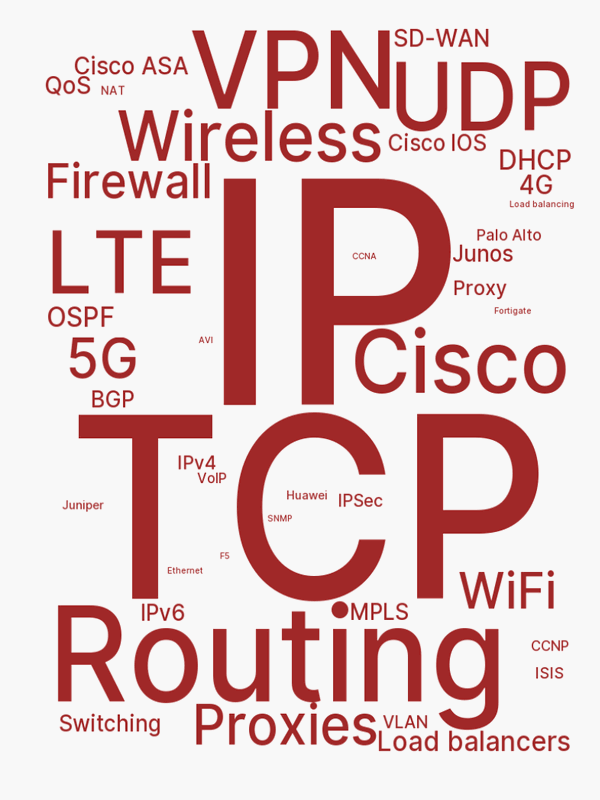 VPN
SD-WAN
Cisco ASA
QoS
NAT
UDP
Wireless
Cisco IOS
DHCP
Firewall
4G
Load balancing
IP
LTE
Palo Alto
Junos
CCNA
Proxy
Fortigate
OSPF
AVI
5G
Cisco
BGP
TCP
IPv4
VoIP
Huawei
IPSec
Juniper
SNMP
F5
Ethernet
WiFi
IPv6
MPLS
Routing
CCNP
ISIS
Switching
Proxies
VLAN
Load balancers